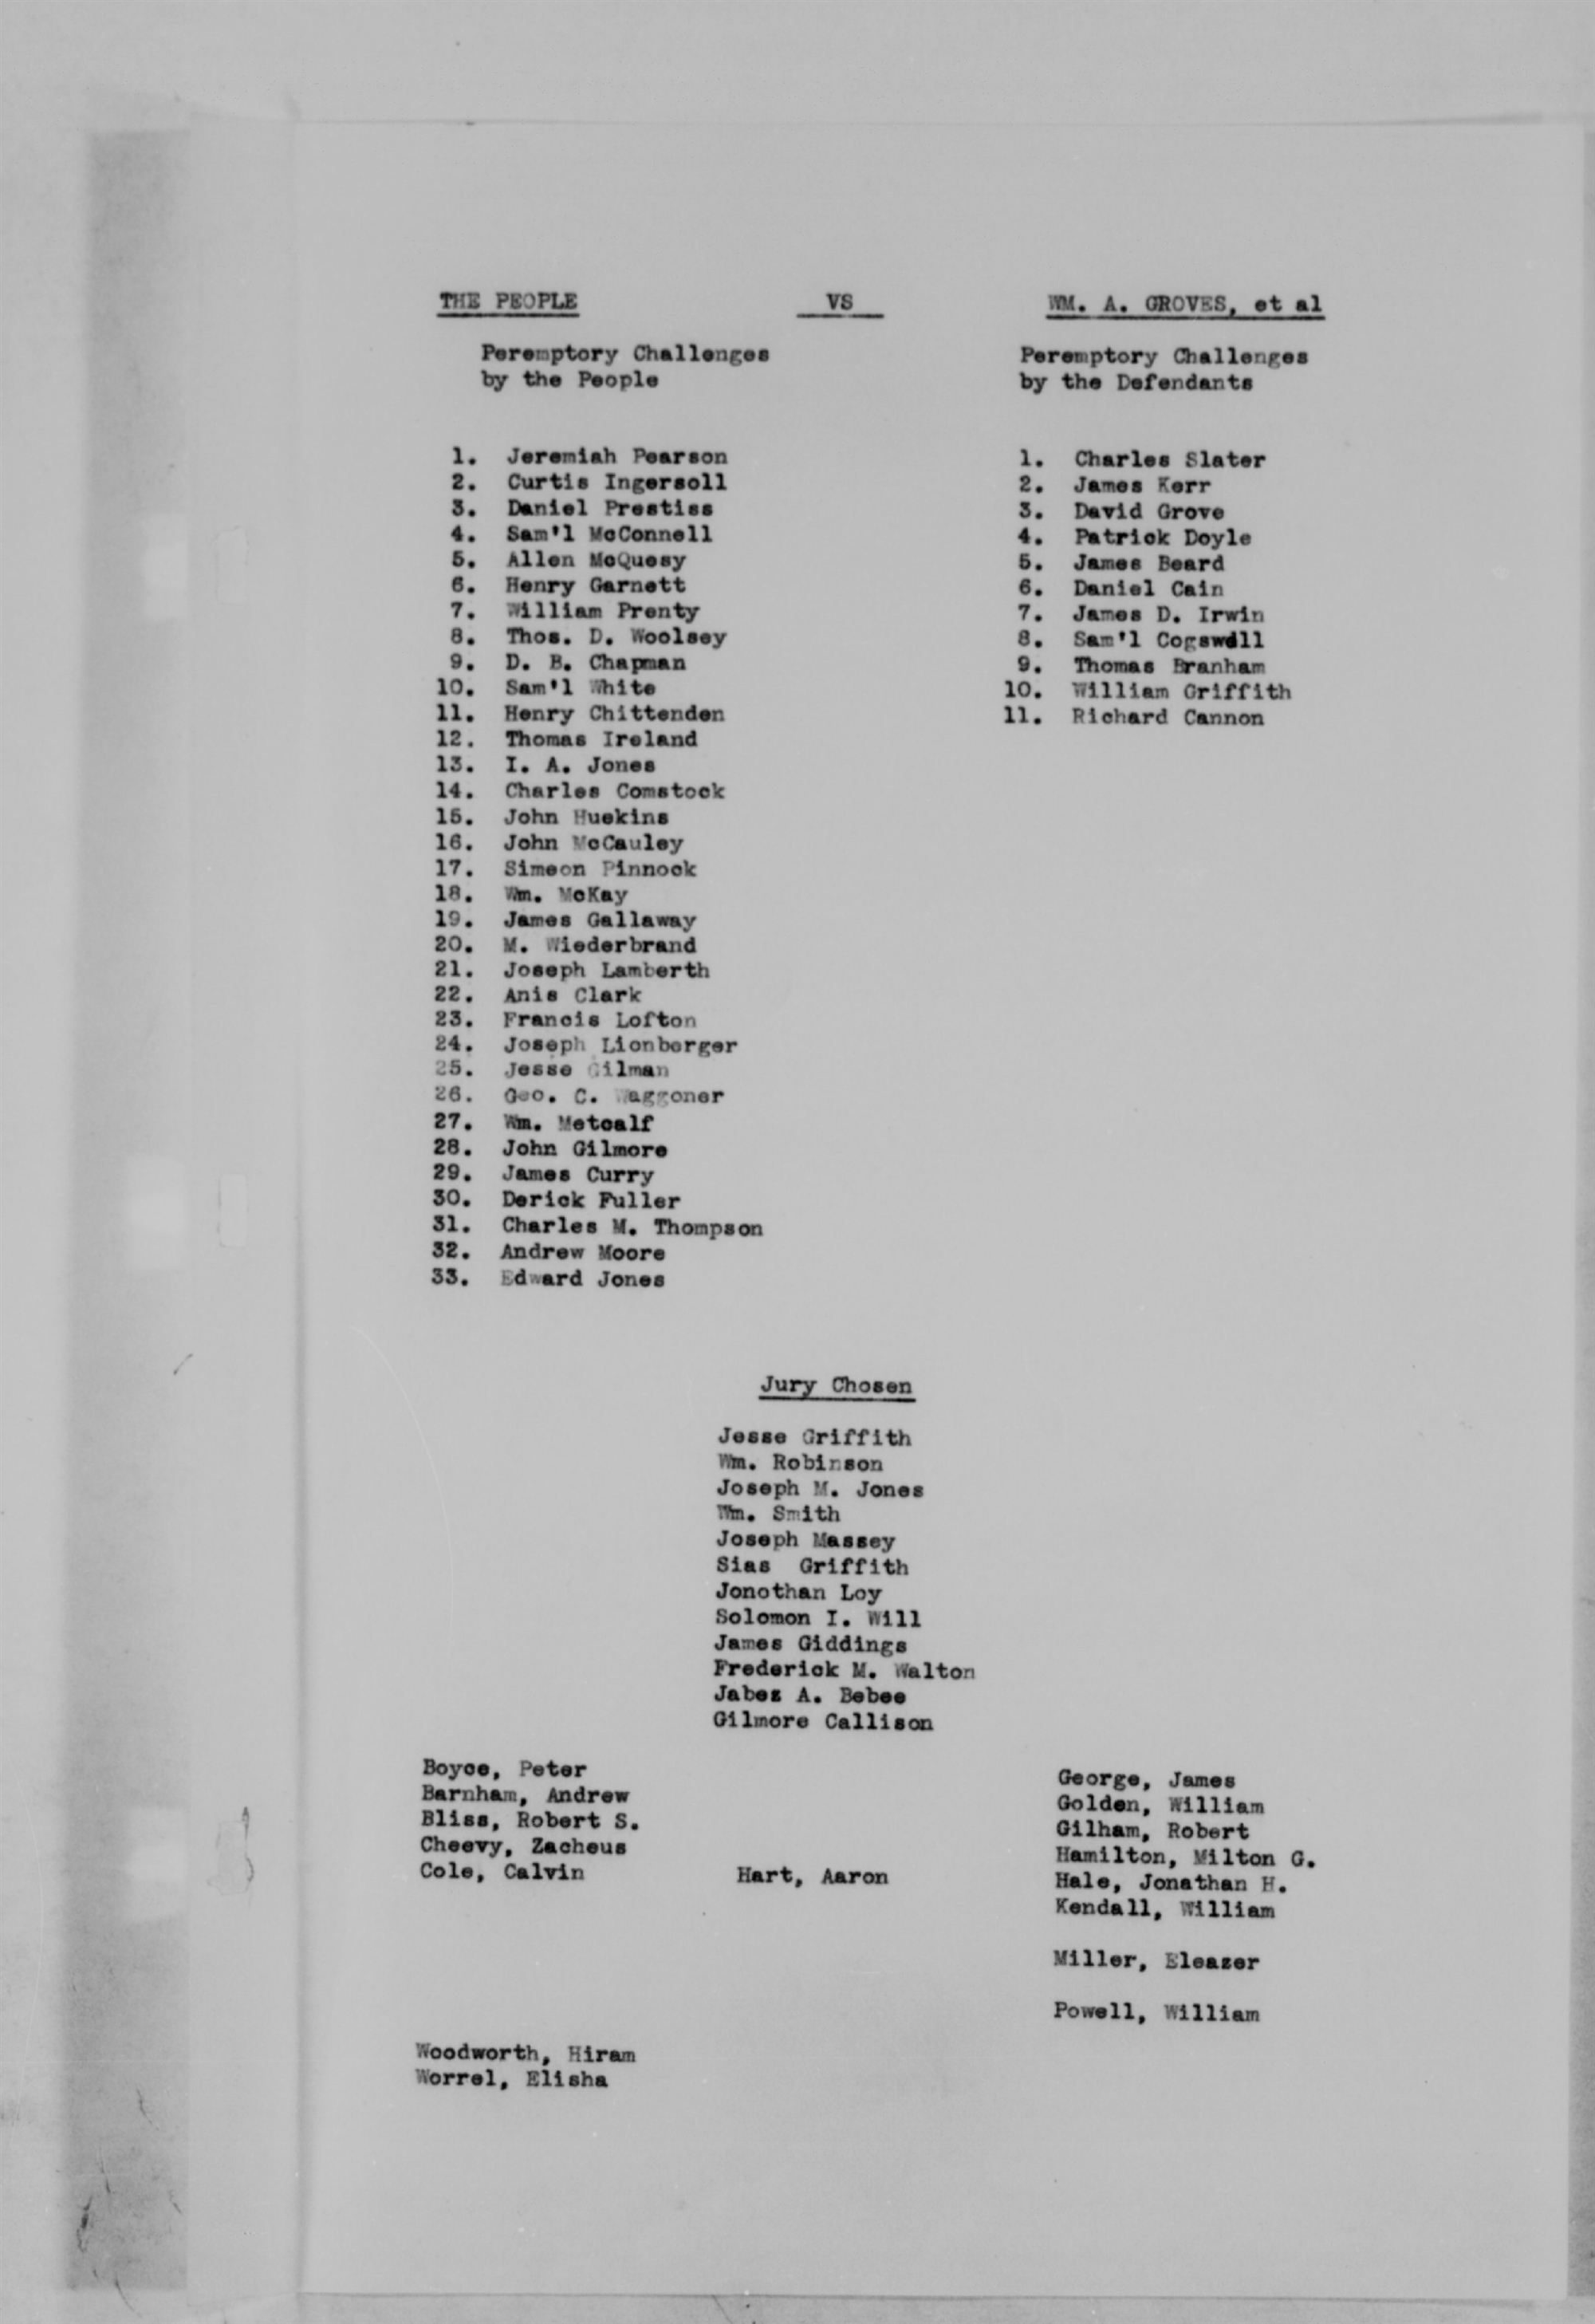 THE PEOPLE VS WM. A. GROVES, et al
Peremptory Challenges
by the People
1. Jeremiah Pearson
2. Curtis Ingersoll
3. Daniel Prestiss
4. Sam'l McConnell
5. Allen McQuesy
6. Henry Garnett
7. William Prenty
8. Thos. D. Woolsey
9. D. B. Chapman
10. Sam'l White
11. Henry Chittenden
12. Thomas Ireland
13. I. A. Jones
14. Charles Comstock
15. John Huekins
16. John McCauley
17. Simeon Pinnock
18. Wm. McKay
19. James Gallaway
20. M. Wiederbrand
21. Joseph Lamberth
22. Anis Clark
23. Francis Lofton
24. Joseph Lionberger
25. Jesse Gilman
26. Geo. C. Waggoner
27. Wm. Metcalf
28. John Gilmore
29. James Curry
30. Derick Fuller
31. Charles M. Thompson
32. Andrew Moore
33. Edward Jones
Peremptory Challenges
by the Defendants
1. Charles Slater
2. James Kerr
3. David Grove
4. Patrick Doyle
5. James Beard
6. Daniel Cain
7. James D. Irwin
8. Sam'l Cogswell
9. Thomas Branham
10. William Griffith
11. Richard Cannon
Jury Chosen
Jesse Griffith
Wm. Robinson
Joseph M. Jones
Wm. Smith
Joseph Massey
Sias Griffith
Jonothan Loy
Solomon I. Will
James Giddings
Frederick M. Walton
Jabez A. Bebee
Gilmore Callison
Boyce, Peter
Barnham, Andrew
Bliss, Robert S.
Cheevy, Zacheus
Cole, Calvin
Hart, Aaron
George, James
Golden, William
Gilham, Robert
Hamilton, Milton G.
Hale, Jonathan H.
Kendall, William
Miller, Eleazer
Powell, William
Woodworth, Hiram
Worrel, Elisha